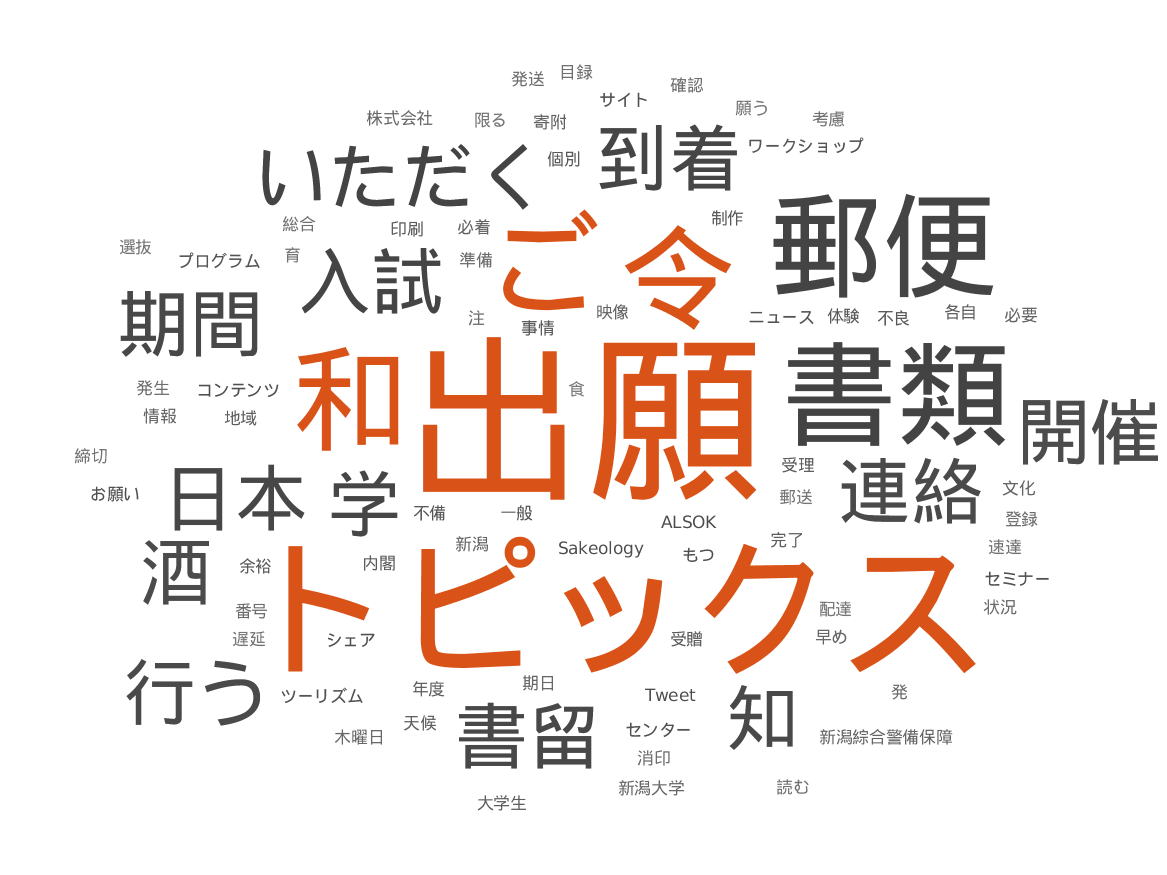 発送 目録
サイト 確認
株式会社 限る 寄附 願う 考慮
いただく 個別 到着 ワークショップ
総合 印刷 必着 制作
選抜 プログラム 育 入試 準備 ご 令 郵便
期間 注 事情 映像 ニュース 体験 不良 各自 必要
発生 コンテンツ 和 出願 食 書類
情報 地域 開催
締切 受理
お願い 日本 学 郵送 連絡 文化
不備 一般 ALSOK 登録
酒 余裕 内閣 新潟 Sakeology もつ 完了 速達
トピックス セミナー
番号 配達 状況
遅延 シェア 受贈 早め
行う ツーリズム 年度 期日 Tweet 知 発
木曜日 天候 書留 センター 新潟綜合警備保障
消印
新潟大学 読む
大学生